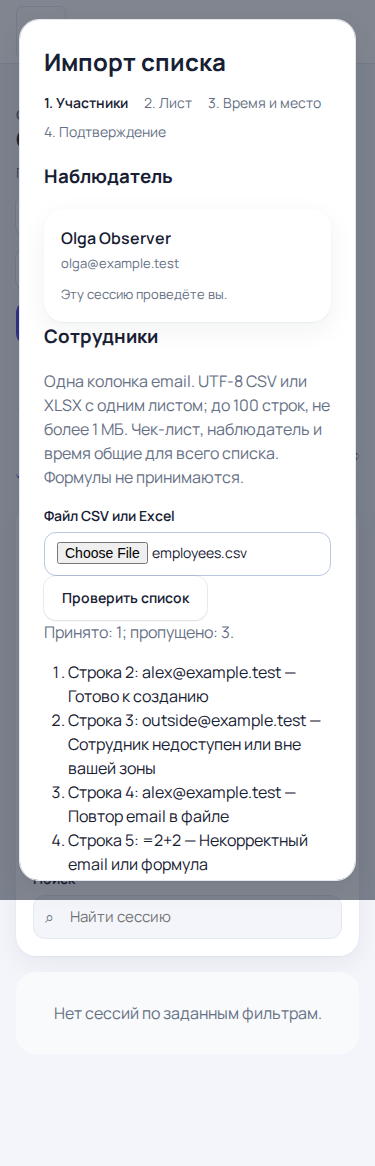 Импорт списка
1. Участники 2. Лист 3. Время и место
4. Подтверждение
Наблюдатель
Olga Observer
olga@example.test
Эту сессию проведёте вы.
Сотрудники
Одна колонка email. UTF-8 CSV или
XLSX с одним листом; до 100 строк, не
более 1 МБ. Чек-лист, наблюдатель и
время общие для всего списка.
Формулы не принимаются.
Файл CSV или Excel
Choose File employees.csv
Проверить список
Принято: 1; пропущено: 3.
1. Строка 2: alex@example.test —
Готово к созданию
2. Строка 3: outside@example.test —
Сотрудник недоступен или вне
вашей зоны
3. Строка 4: alex@example.test —
Повтор email в файле
4. Строка 5: =2+2 — Некорректный
email или формула
Найти сессию
Нет сессий по заданным фильтрам.